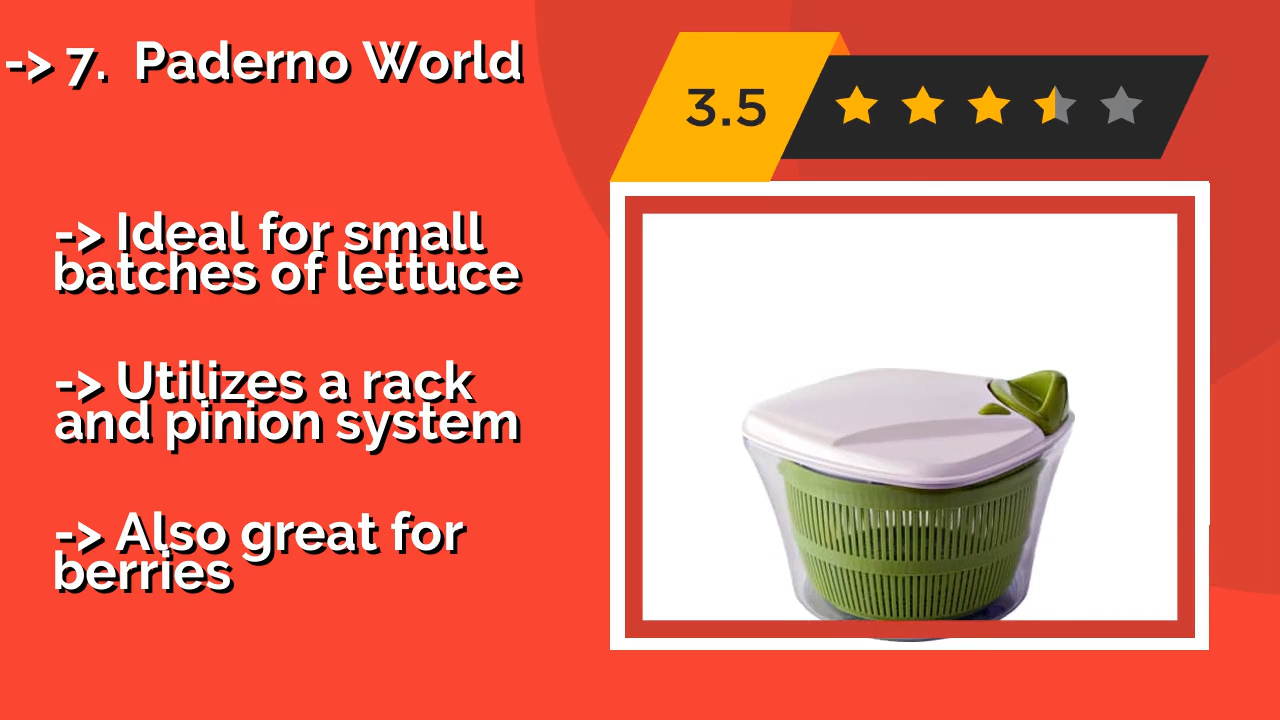 -> 7.  Paderno World
3.5
-> Ideal for small
batches of lettuce
-> Utilizes a rack
and pinion system
-> Also great for
berries